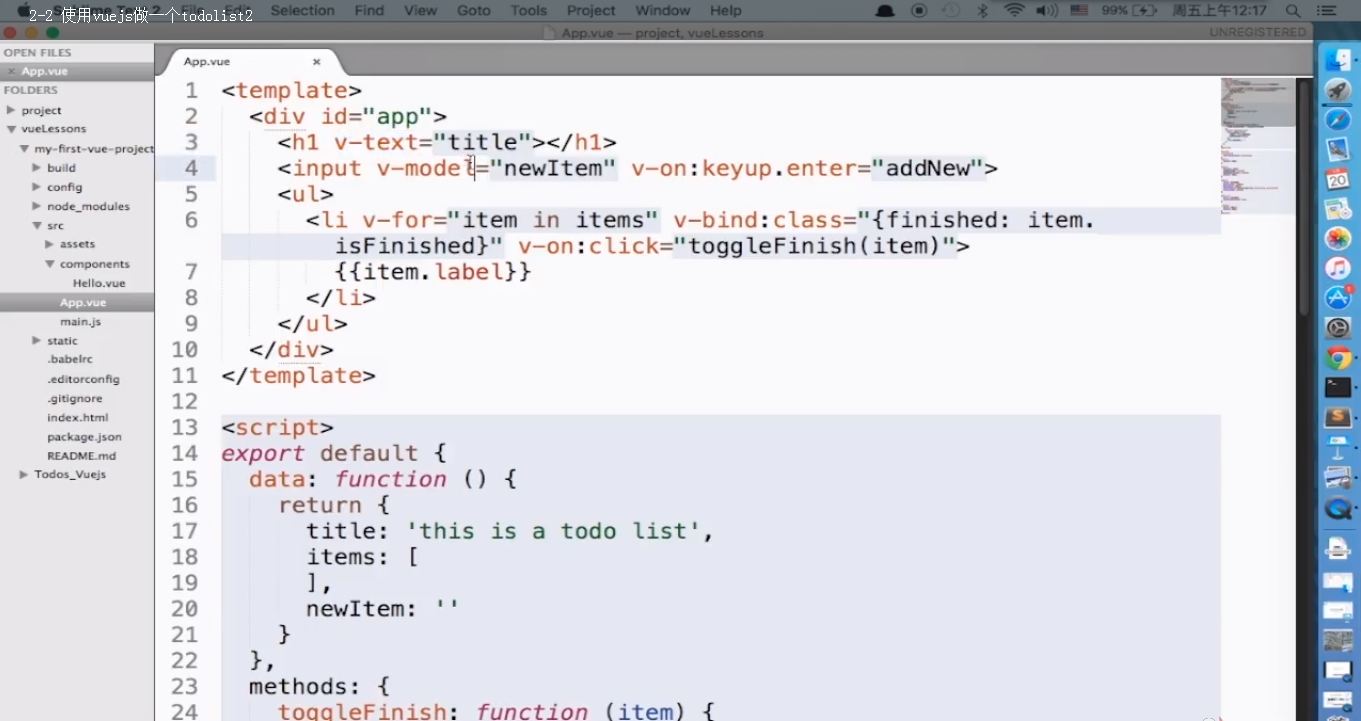 2-2 使用vuejs做一个todolist2
Selection Find View Goto Tools Project Window Help
99% 周五上午12:17
App.vue — project, vueLessons
UNREGISTERED
OPEN FILES
App.vue
FOLDERS
project
vueLessons
my-first-vue-project
build
config
node_modules
src
assets
components
Hello.vue
App.vue
main.js
static
.babelrc
.editorconfig
.gitignore
index.html
package.json
README.md
Todos_Vuejs
App.vue
1 <template>
2 <div id="app">
3 <h1 v-text="title"></h1>
4 <input v-model="newItem" v-on:keyup.enter="addNew">
5 <ul>
6 <li v-for="item in items" v-bind:class="{finished: item.
isFinished}" v-on:click="toggleFinish(item)">
7 {{item.label}}
8 </li>
9 </ul>
10 </div>
11 </template>
12
13 <script>
14 export default {
15 data: function () {
16 return {
17 title: 'this is a todo list',
18 items: [
19 ],
20 newItem: ''
21 }
22 },
23 methods: {
24 toggleFinish: function (item) {
20
1